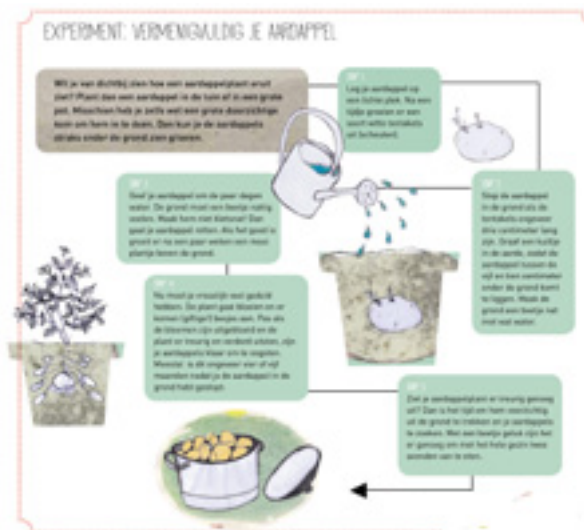 EXPERIMENT: VERMENIGVULDIG JE AARDAPPEL
Wil je van dichtbij zien hoe een aardappelplant eruit
ziet? Plant dan een aardappel in de tuin of in een grote
pot. Misschien heb je zelfs wel een grote doorzichtige
kom om hem in te doen. Dan kun je de aardappels
straks onder de grond zien groeien.
STAP 1
Leg je aardappel op
een lichte plek. Na een
tijdje groeien er een
soort witte tentakels
uit (scheuten).
STAP 2
Stop de aardappel
in de grond als de
tentakels ongeveer
drie centimeter lang
zijn. Graaf een kuiltje
in de aarde, zodat de
aardappel tussen de
vijf en tien centimeter
onder de grond komt
te liggen. Maak de
grond een beetje nat
met wat water.
STAP 3
Geef je aardappel om de paar dagen
water. De grond moet een beetje vochtig
voelen. Maak hem niet kletsnat! Dan
gaat je aardappel rotten. Als het goed is
groeit er na een paar weken een mooi
plantje boven de grond.
STAP 4
Nu moet je vreselijk veel geduld
hebben. De plant gaat bloeien en er
komen (giftige!) besjes aan. Pas als
de bloemen zijn uitgebloeid en de
plant er treurig en verdord uitziet, zijn
je aardappels klaar om te oogsten.
Meestal is dit ongeveer vier of vijf
maanden nadat je de aardappel in de
grond hebt gestopt.
STAP 5
Ziet je aardappelplant er treurig genoeg
uit? Dan is het tijd om hem voorzichtig
uit de grond te trekken en je aardappels
te zoeken. Met een beetje geluk zijn het
er genoeg om met het hele gezin twee
avonden van te eten.